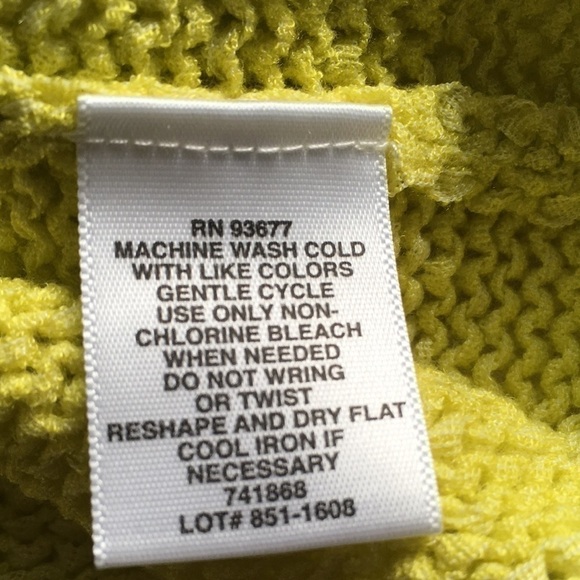 RN 93677
MACHINE WASH COLD
WITH LIKE COLORS
GENTLE CYCLE
USE ONLY NON-
CHLORINE BLEACH
WHEN NEEDED
DO NOT WRING
OR TWIST
RESHAPE AND DRY FLAT
COOL IRON IF
NECESSARY
741868
LOT# 851-1608